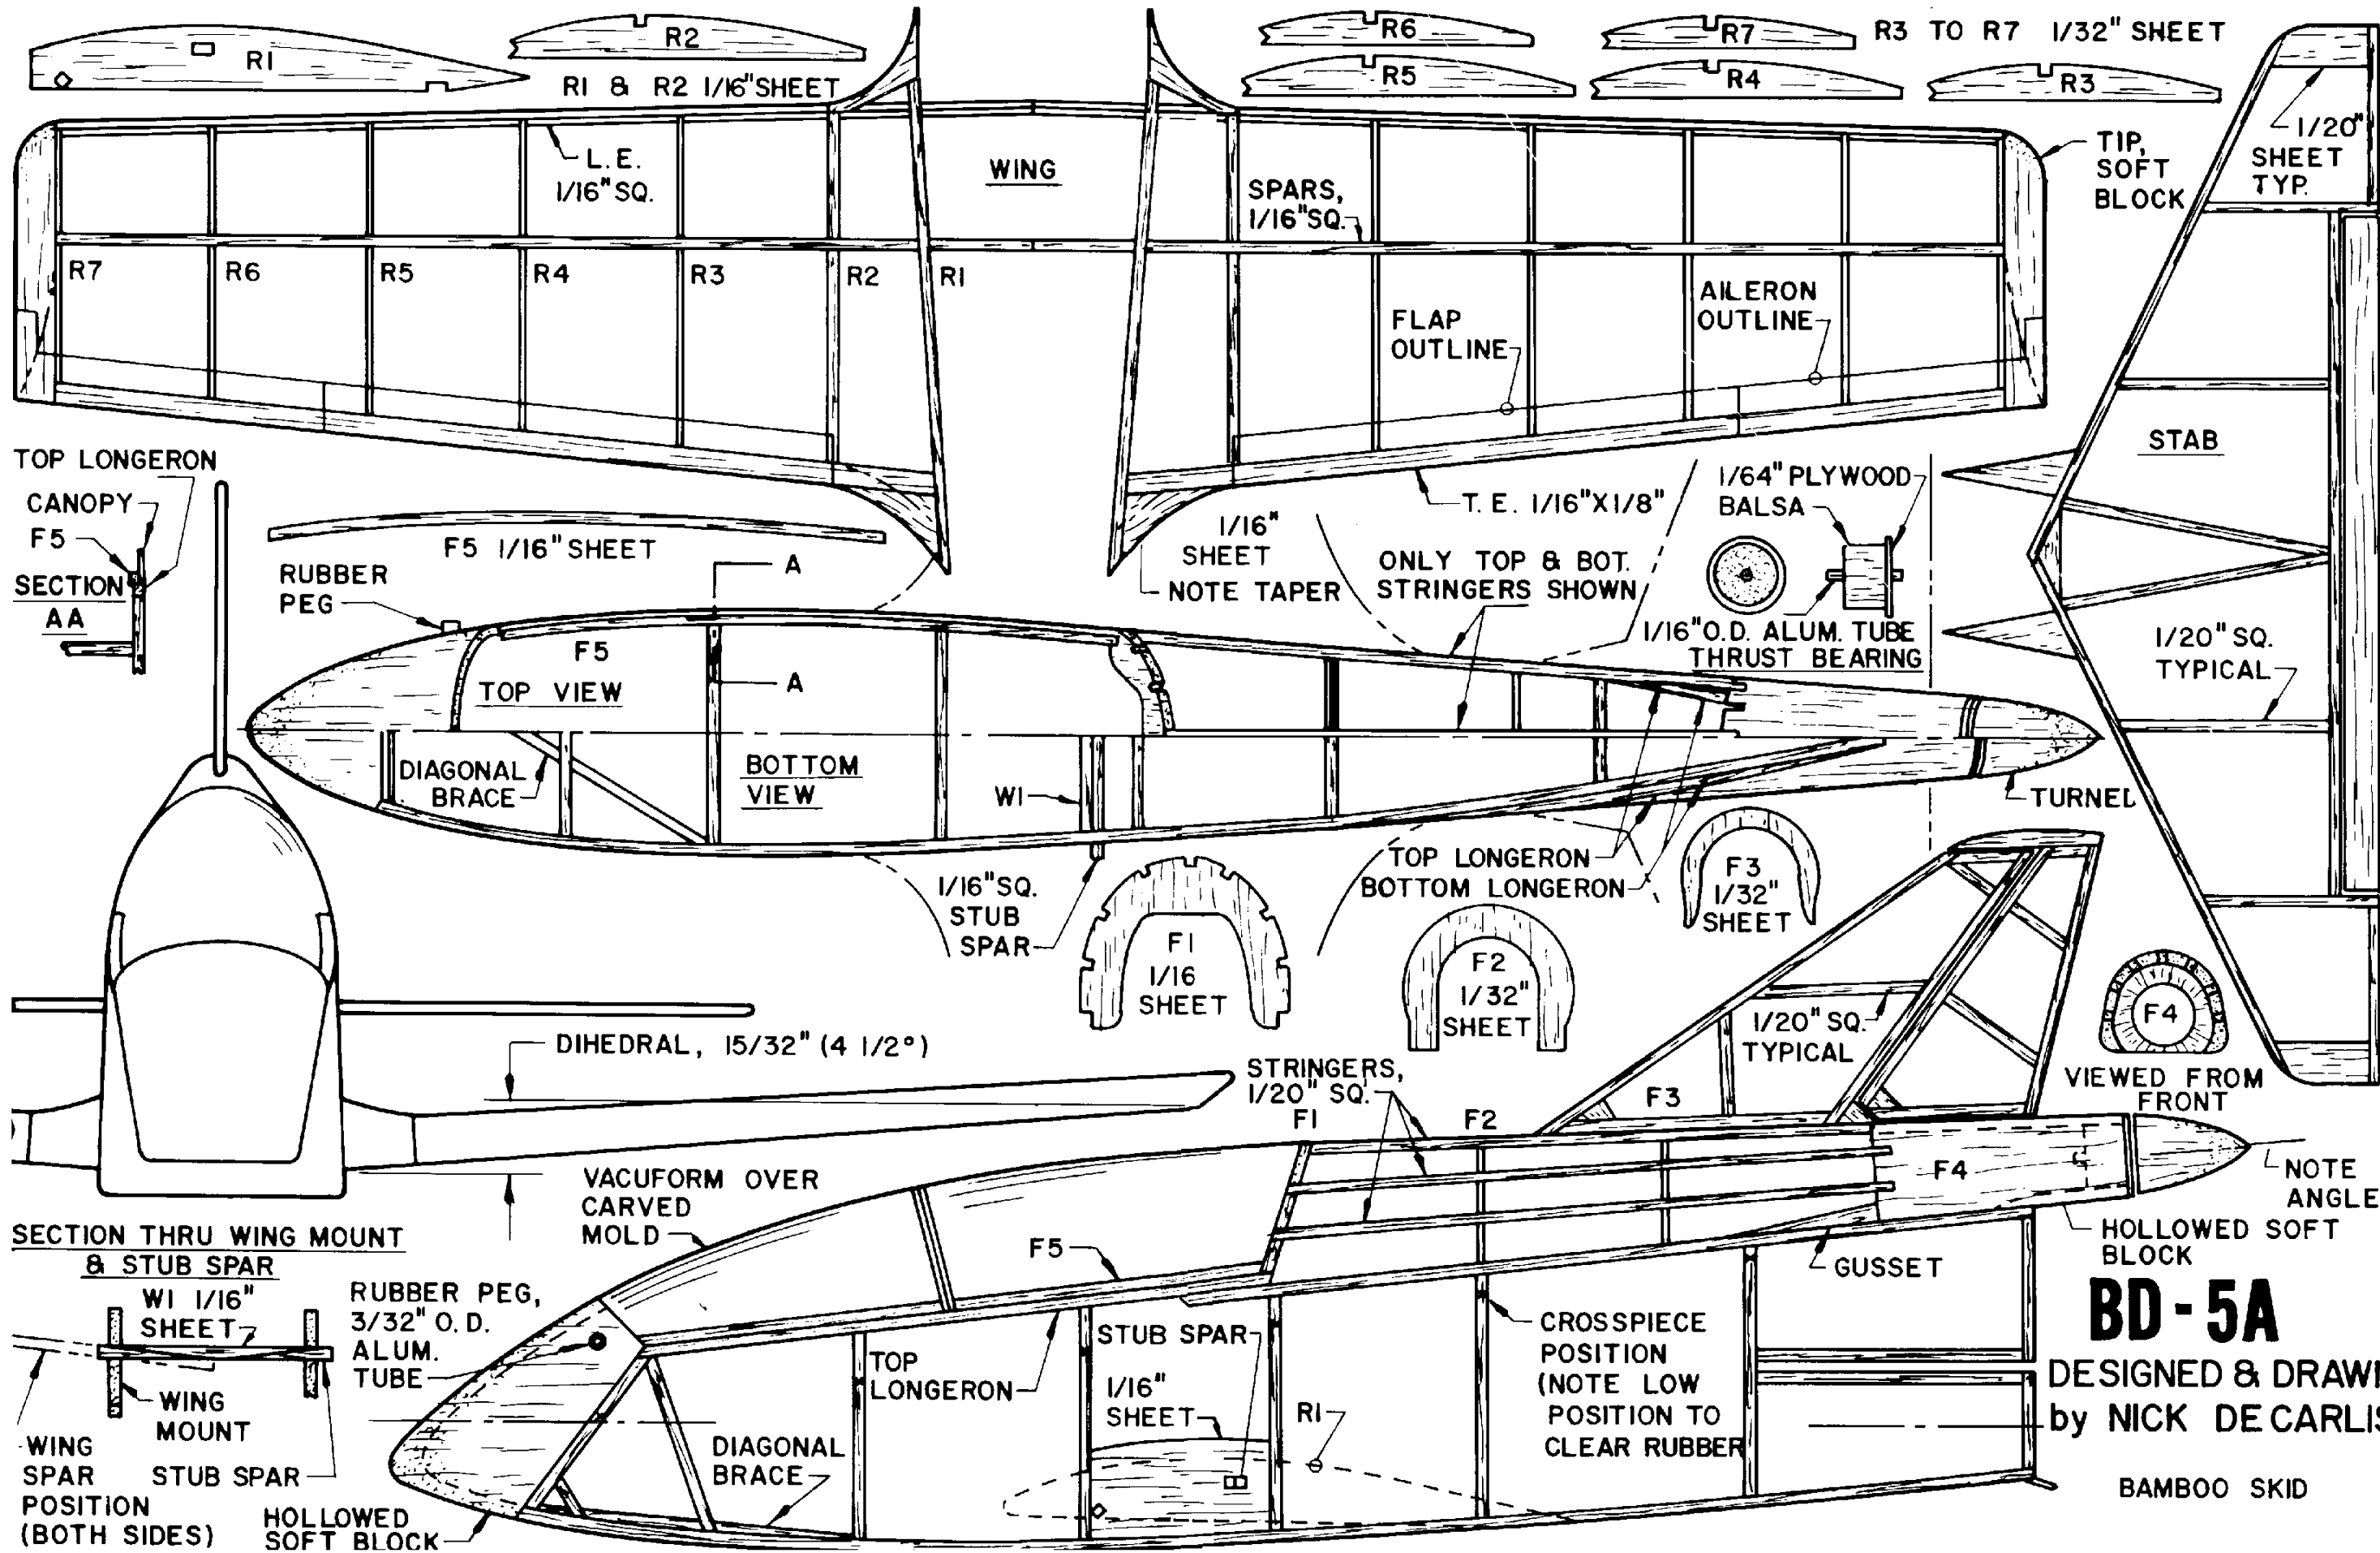 R1
R2
R1 & R2 1/16" SHEET
R6
R7
R3 TO R7 1/32" SHEET
R5
R4
R3
L.E.
1/16" SQ.
WING
SPARS,
1/16" SQ.
TIP,
SOFT
BLOCK
1/20"
SHEET
TYP.
R7
R6
R5
R4
R3
R2
R1
FLAP
OUTLINE
AILERON
OUTLINE
STAB
TOP LONGERON
CANOPY
F5
SECTION
AA
F5 1/16" SHEET
RUBBER
PEG
A
A
1/16"
SHEET
NOTE TAPER
T.E. 1/16" X 1/8"
1/64" PLYWOOD
BALSA
ONLY TOP & BOT.
STRINGERS SHOWN
1/16" O.D. ALUM. TUBE
THRUST BEARING
1/20" SQ.
TYPICAL
F5
TOP VIEW
DIAGONAL
BRACE
BOTTOM
VIEW
W1
TURNED
1/16" SQ.
STUB
SPAR
TOP LONGERON
BOTTOM LONGERON
F1
1/16
SHEET
F2
1/32"
SHEET
F3
1/32"
SHEET
1/20" SQ.
TYPICAL
F4
VIEWED FROM
FRONT
DIHEDRAL, 15/32" (4 1/2°)
STRINGERS,
1/20" SQ.
F1
F2
F3
F4
NOTE
ANGLE
HOLLOWED SOFT
BLOCK
GUSSET
VACUFORM OVER
CARVED
MOLD
F5
SECTION THRU WING MOUNT
& STUB SPAR
W1 1/16"
SHEET
RUBBER PEG,
3/32" O.D.
ALUM.
TUBE
WING
MOUNT
WING
SPAR
POSITION
(BOTH SIDES)
STUB SPAR
HOLLOWED
SOFT BLOCK
DIAGONAL
BRACE
TOP
LONGERON
STUB SPAR
1/16"
SHEET
R1
CROSSPIECE
POSITION
(NOTE LOW
POSITION TO
CLEAR RUBBER
BD-5A
DESIGNED & DRAWN
by NICK DE CARLIS
BAMBOO SKID